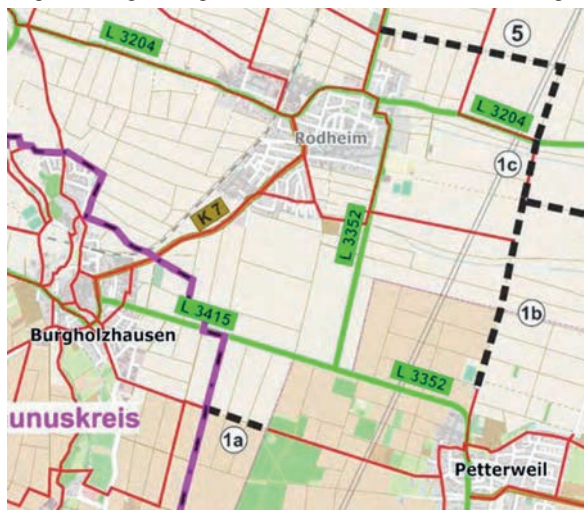 L 3204
5
Rodheim
L 3204
1c
K 7
L 3352
1b
L 3415
Burgholzhausen
L 3352
unuskreis
1a
Petterweil